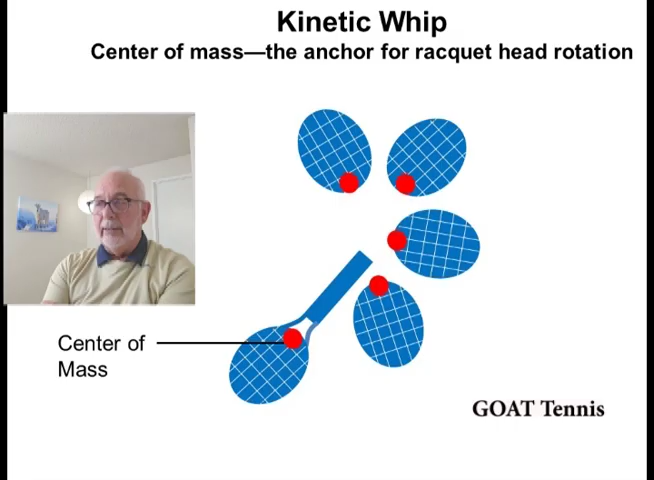 Kinetic Whip
Center of mass—the anchor for racquet head rotation
Center of
Mass
GOAT Tennis